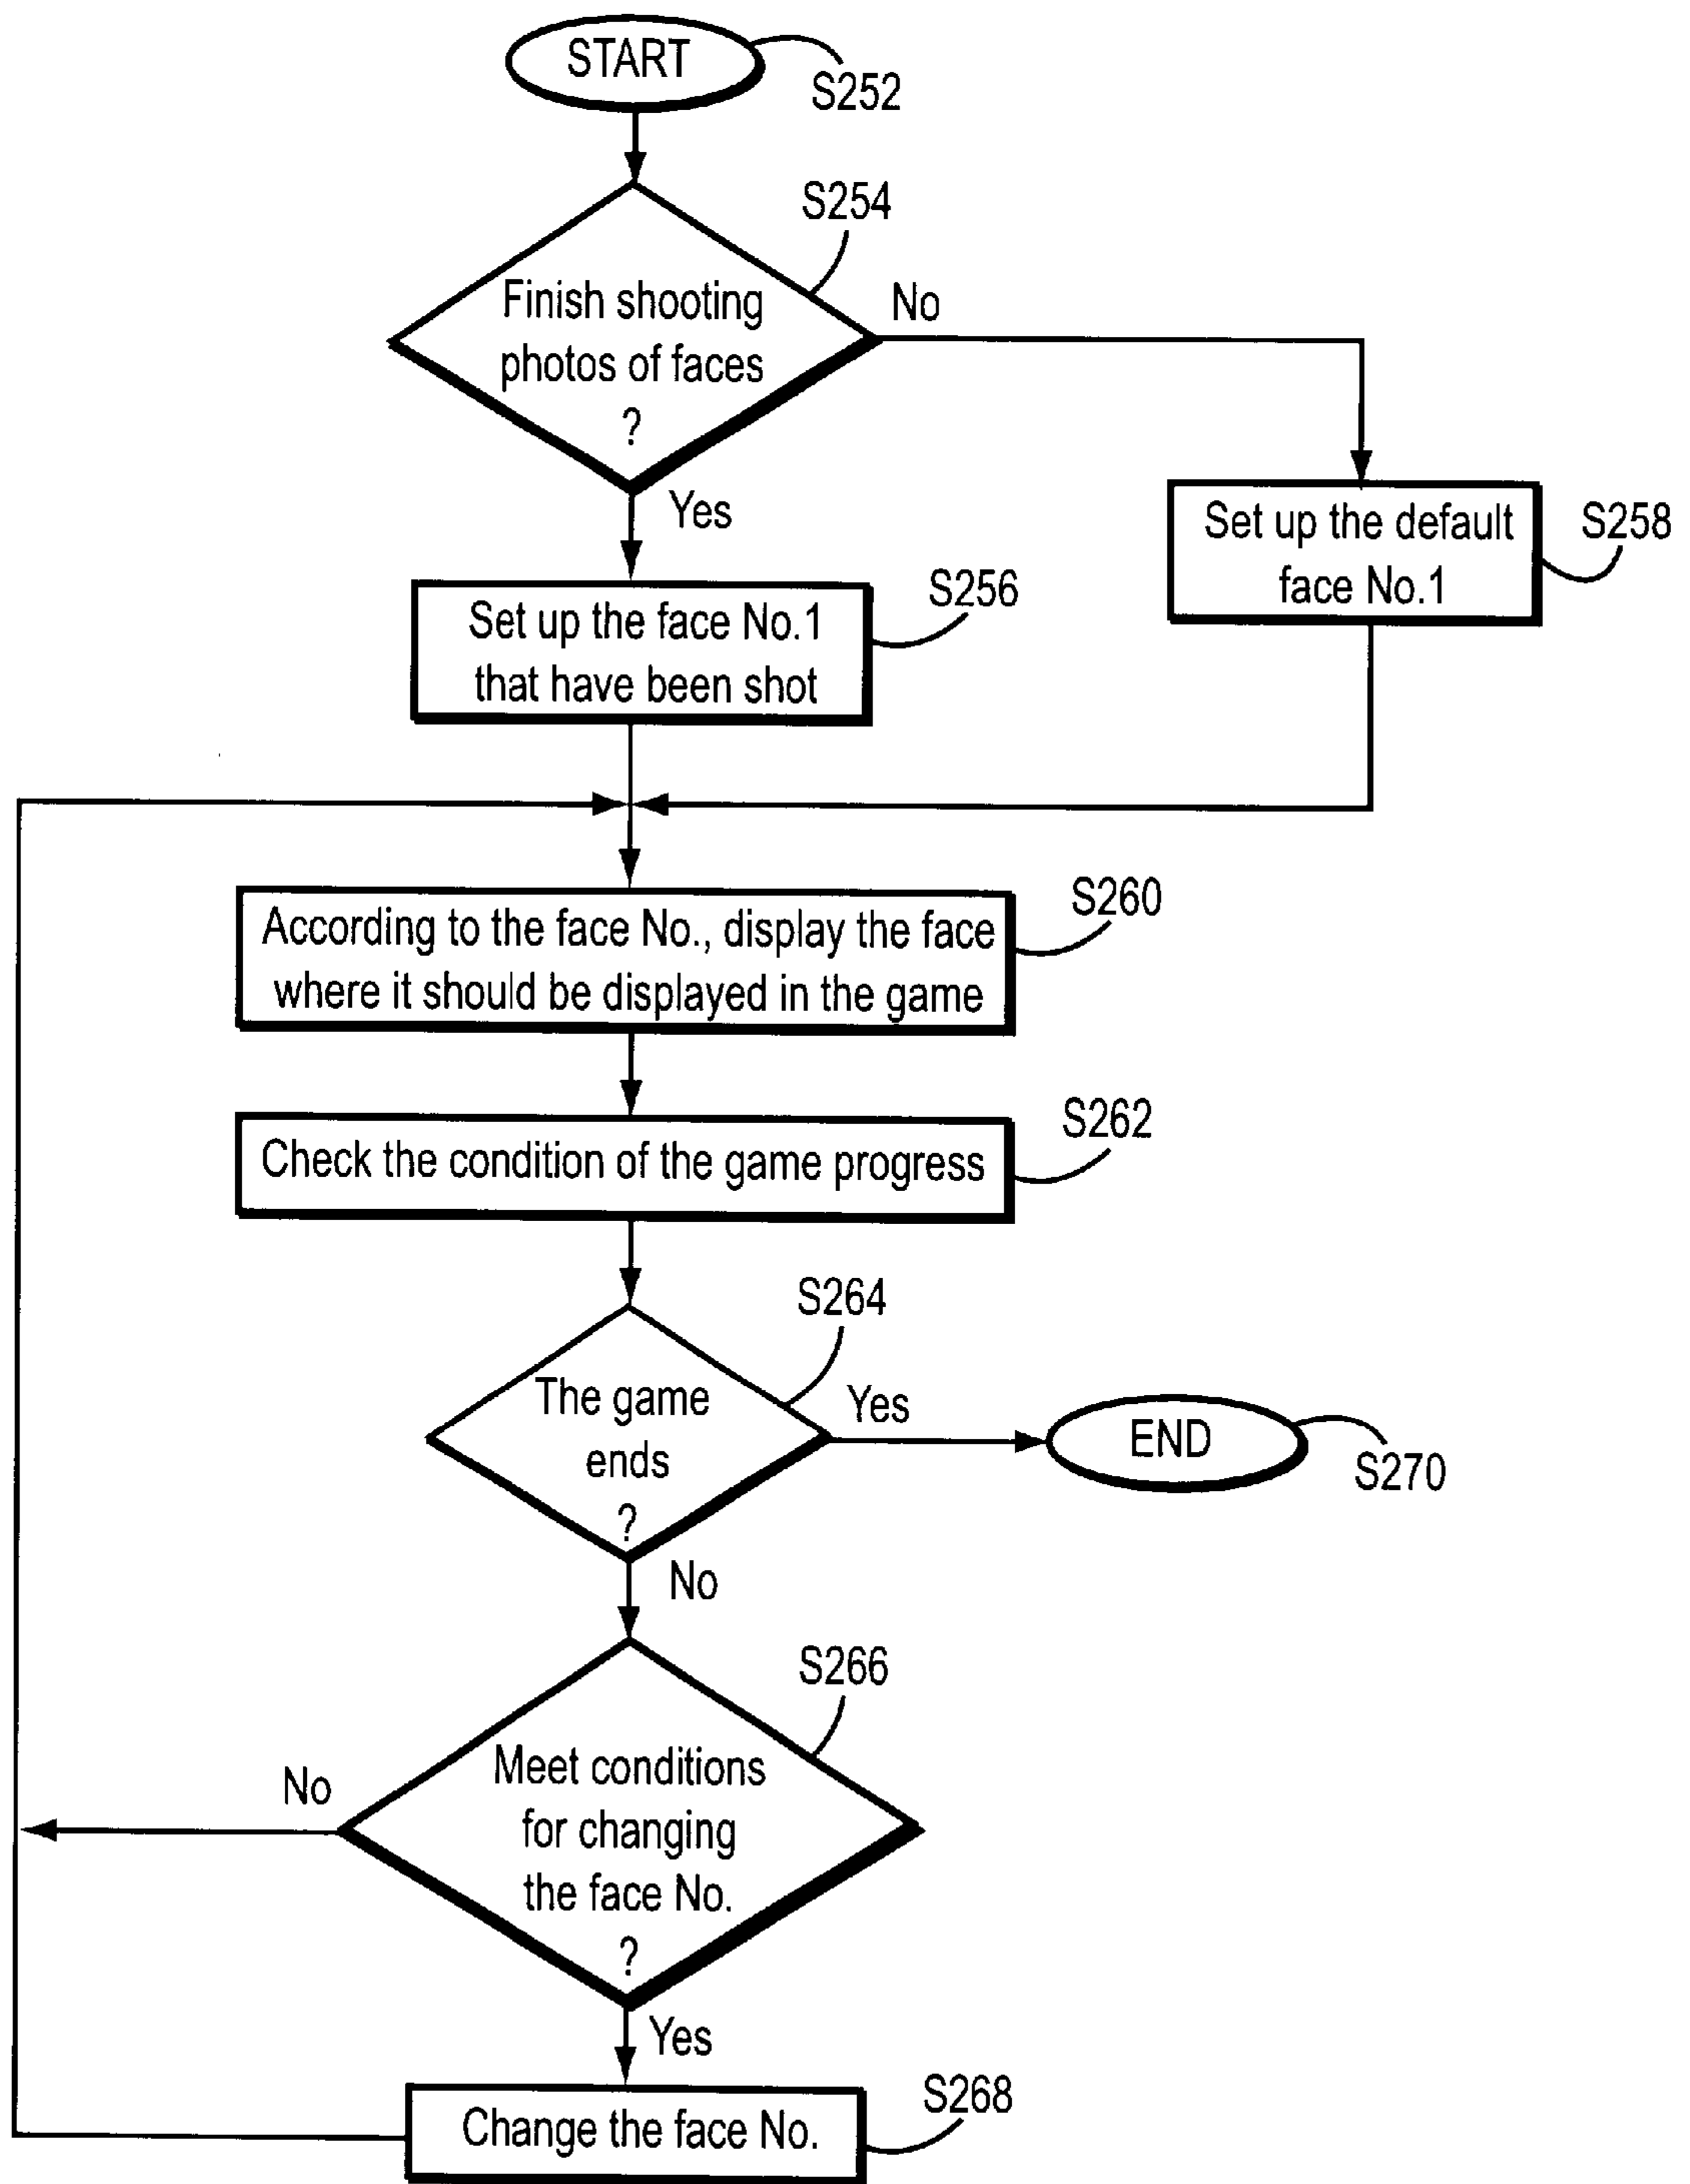 START
S252
S254
Finish shooting
photos of faces
?
No
Yes
Set up the default
face No.1
S258
S256
Set up the face No.1
that have been shot
S260
According to the face No., display the face
where it should be displayed in the game
S262
Check the condition of the game progress
S264
The game
ends
?
Yes
END
S270
No
S266
Meet conditions
for changing
the face No.
?
No
Yes
S268
Change the face No.